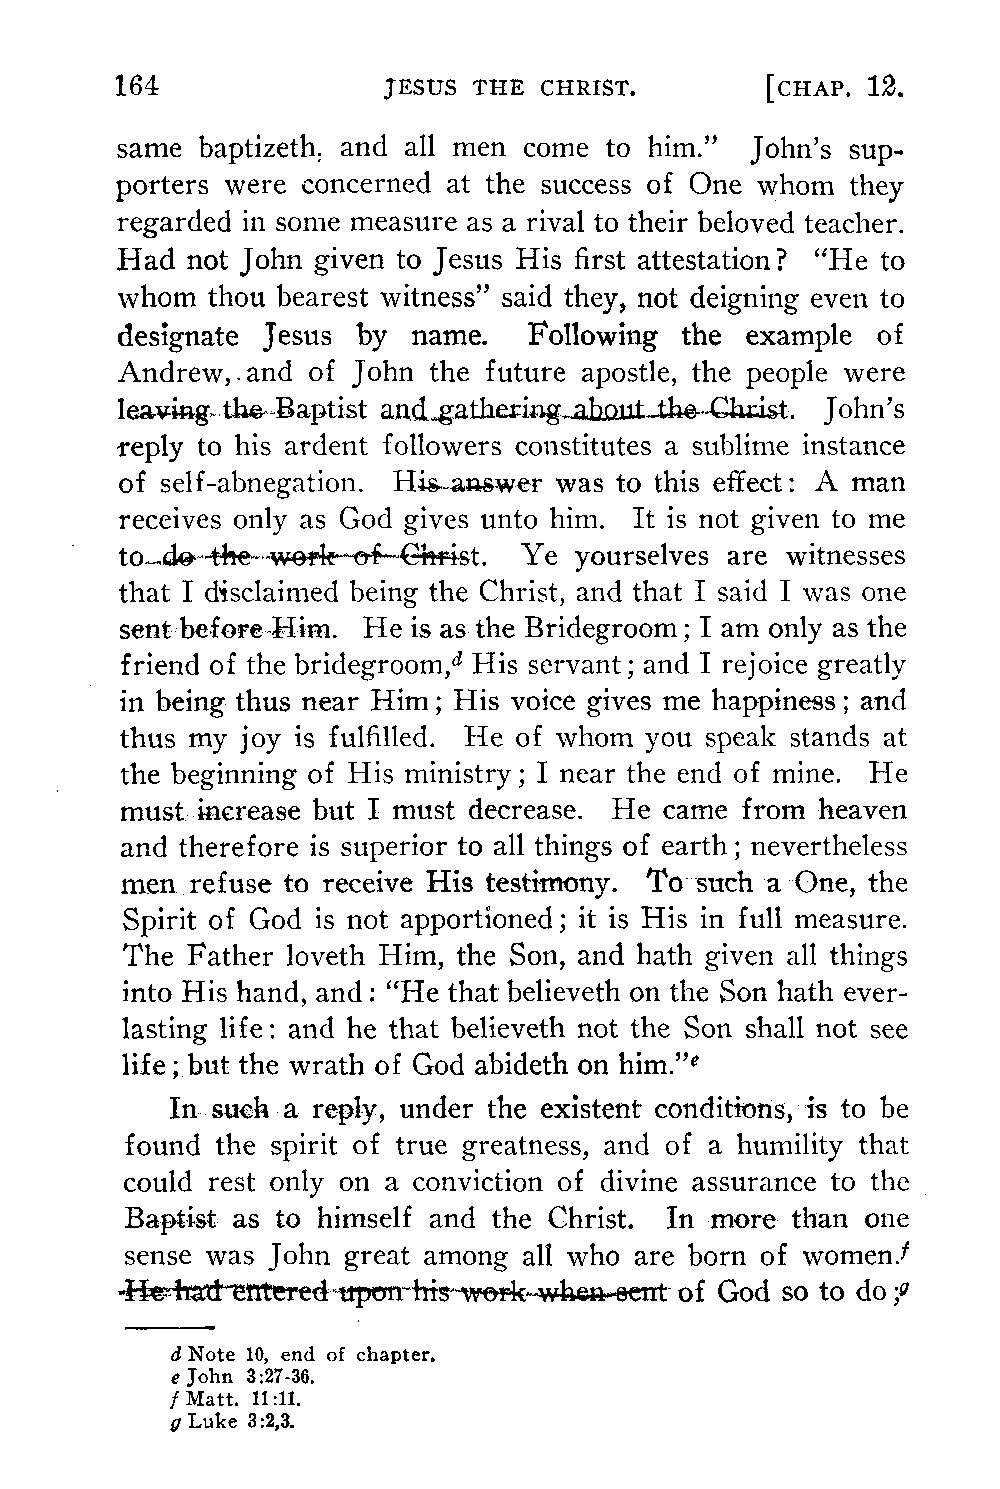 164 JESUS THE CHRIST. [CHAP. 12.
same baptizeth, and all men come to him.” John’s sup-
porters were concerned at the success of One whom they
regarded in some measure as a rival to their beloved teacher.
Had not John given to Jesus His first attestation? “He to
whom thou bearest witness” said they, not deigning even to
designate Jesus by name. Following the example of
Andrew, and of John the future apostle, the people were
leaving the Baptist and gathering about the Christ. John’s
reply to his ardent followers constitutes a sublime instance
of self-abnegation. His answer was to this effect: A man
receives only as God gives unto him. It is not given to me
to do the work of Christ. Ye yourselves are witnesses
that I disclaimed being the Christ, and that I said I was one
sent before Him. He is as the Bridegroom; I am only as the
friend of the bridegroom,d His servant; and I rejoice greatly
in being thus near Him; His voice gives me happiness; and
thus my joy is fulfilled. He of whom you speak stands at
the beginning of His ministry; I near the end of mine. He
must increase but I must decrease. He came from heaven
and therefore is superior to all things of earth; nevertheless
men refuse to receive His testimony. To such a One, the
Spirit of God is not apportioned; it is His in full measure.
The Father loveth Him, the Son, and hath given all things
into His hand, and: “He that believeth on the Son hath ever-
lasting life: and he that believeth not the Son shall not see
life; but the wrath of God abideth on him.”e
In such a reply, under the existent conditions, is to be
found the spirit of true greatness, and of a humility that
could rest only on a conviction of divine assurance to the
Baptist as to himself and the Christ. In more than one
sense was John great among all who are born of women.f
He had entered upon his work when sent of God so to do;g
d Note 10, end of chapter.
e John 3:27-36.
f Matt. 11:11.
g Luke 3:2,3.